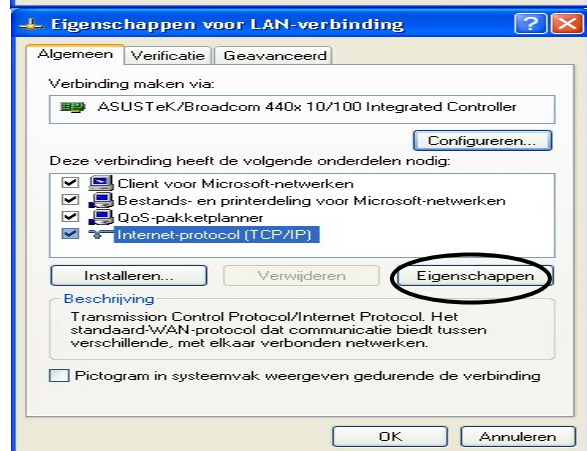 Eigenschappen voor LAN-verbinding
Algemeen Verificatie Geavanceerd
Verbinding maken via:
ASUSTeK/Broadcom 440x 10/100 Integrated Controller
Configureren...
Deze verbinding heeft de volgende onderdelen nodig:
Client voor Microsoft-netwerken
Bestands- en printerdeling voor Microsoft-netwerken
QoS-pakketplanner
Internet-protocol (TCP/IP)
Installeren... Verwijderen Eigenschappen
Beschrijving
Transmission Control Protocol/Internet Protocol. Het
standaard-WAN-protocol dat communicatie biedt tussen
verschillende, met elkaar verbonden netwerken.
Pictogram in systeemvak weergeven gedurende de verbinding
OK Annuleren